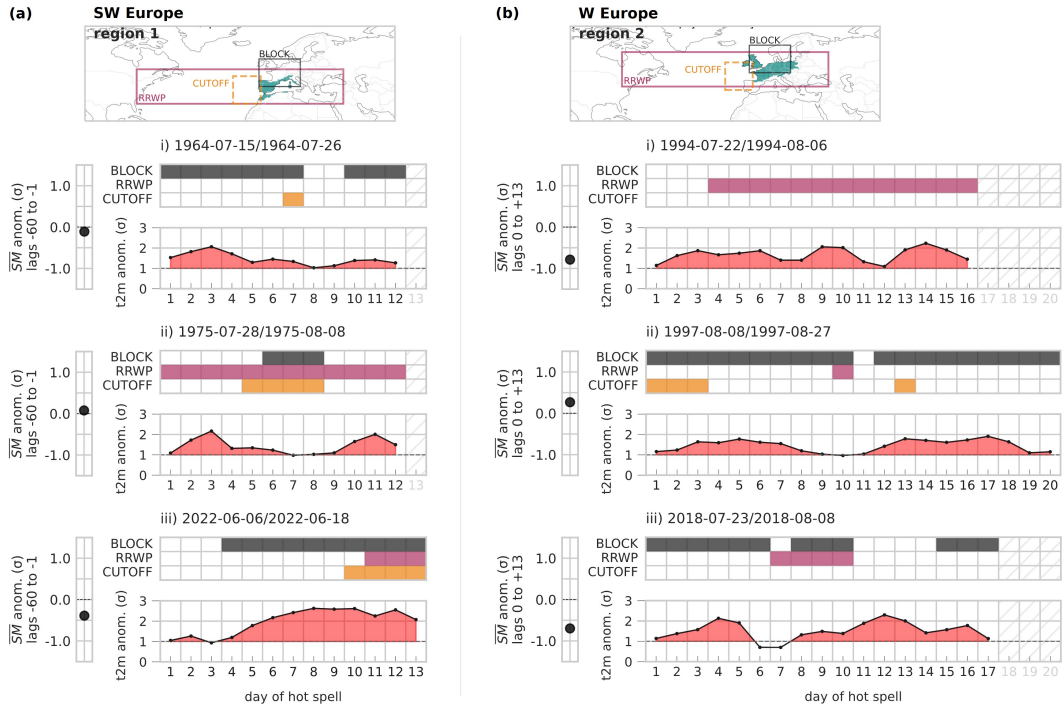 (a) SW Europe
region 1
BLOCK
CUTOFF
RRWP
i) 1964-07-15/1964-07-26
BLOCK
RRWP
CUTOFF
1.0
0.0
-1.0
SM anom. (σ)
lags -60 to -1
t2m anom. (σ)
3
2
1
0
1 2 3 4 5 6 7 8 9 10 11 12 13
ii) 1975-07-28/1975-08-08
BLOCK
RRWP
CUTOFF
1.0
0.0
-1.0
SM anom. (σ)
lags -60 to -1
t2m anom. (σ)
3
2
1
0
1 2 3 4 5 6 7 8 9 10 11 12 13
iii) 2022-06-06/2022-06-18
BLOCK
RRWP
CUTOFF
1.0
0.0
-1.0
SM anom. (σ)
lags -60 to -1
t2m anom. (σ)
3
2
1
0
1 2 3 4 5 6 7 8 9 10 11 12 13
day of hot spell
(b) W Europe
region 2
BLOCK
CUTOFF
RRWP
i) 1994-07-22/1994-08-06
BLOCK
RRWP
CUTOFF
1.0
0.0
-1.0
SM anom. (σ)
lags 0 to +13
t2m anom. (σ)
3
2
1
0
1 2 3 4 5 6 7 8 9 10 11 12 13 14 15 16 17 18 19 20
ii) 1997-08-08/1997-08-27
BLOCK
RRWP
CUTOFF
1.0
0.0
-1.0
SM anom. (σ)
lags 0 to +13
t2m anom. (σ)
3
2
1
0
1 2 3 4 5 6 7 8 9 10 11 12 13 14 15 16 17 18 19 20
iii) 2018-07-23/2018-08-08
BLOCK
RRWP
CUTOFF
1.0
0.0
-1.0
SM anom. (σ)
lags 0 to +13
t2m anom. (σ)
3
2
1
0
1 2 3 4 5 6 7 8 9 10 11 12 13 14 15 16 17 18 19 20
day of hot spell